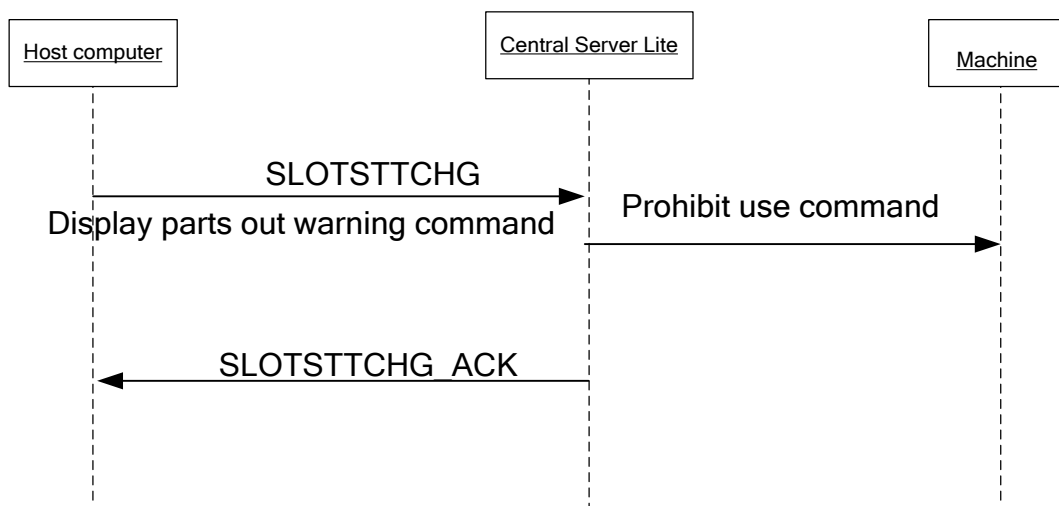 Host computer
Central Server Lite
Machine
SLOTSTTCHG
Display parts out warning command
Prohibit use command
SLOTSTTCHG_ACK